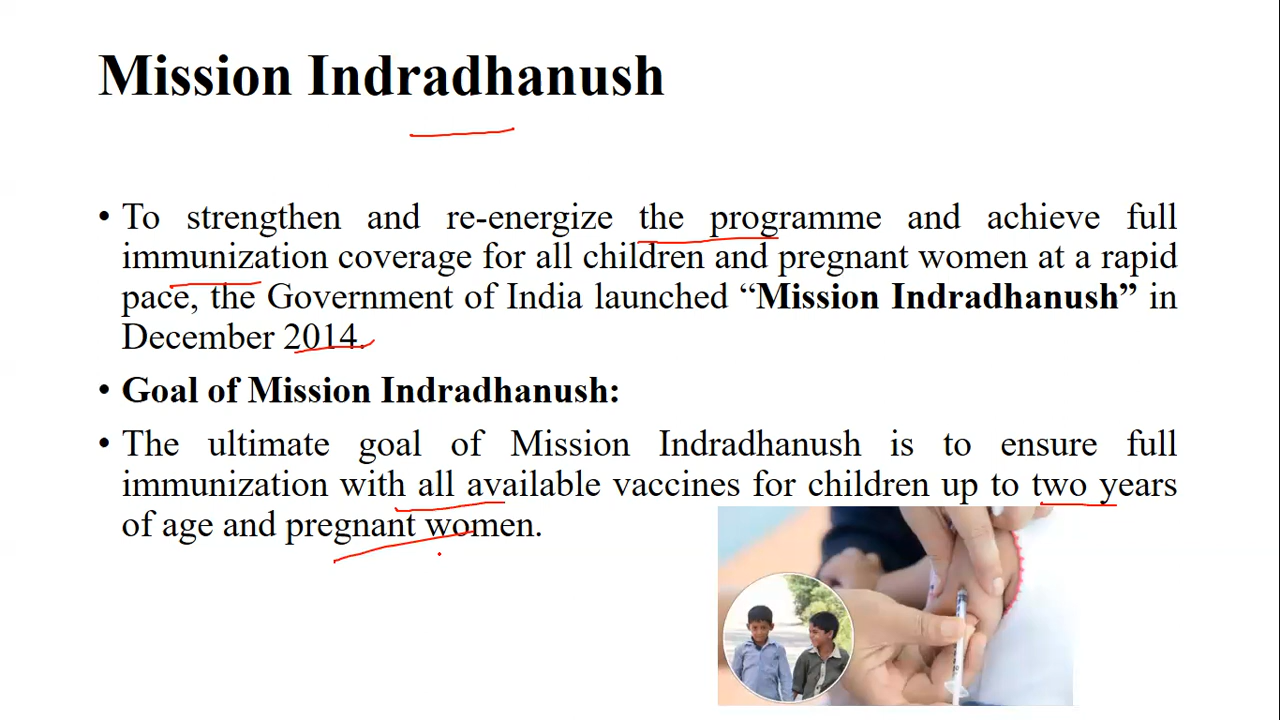 Mission Indradhanush
• To strengthen and re-energize the programme and achieve full
immunization coverage for all children and pregnant women at a rapid
pace, the Government of India launched “Mission Indradhanush” in
December 2014.
• Goal of Mission Indradhanush:
• The ultimate goal of Mission Indradhanush is to ensure full
immunization with all available vaccines for children up to two years
of age and pregnant women.